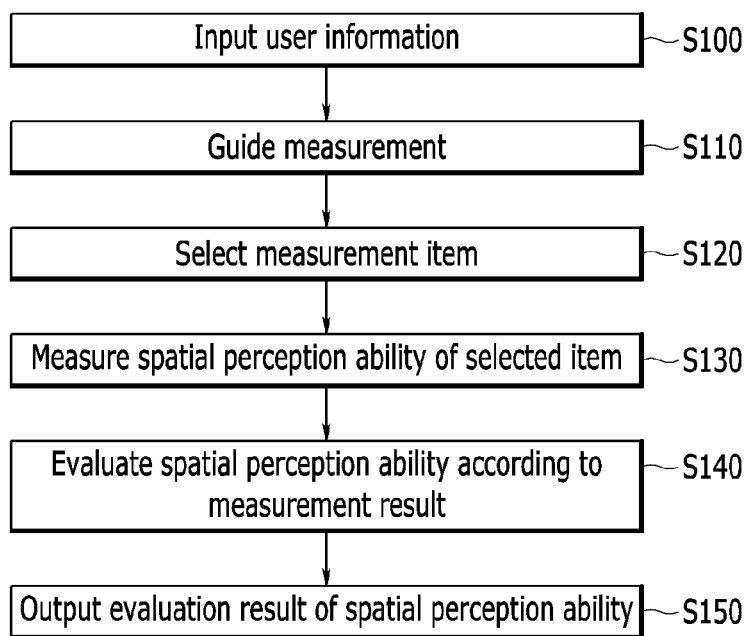 Input user information S100
Guide measurement S110
Select measurement item S120
Measure spatial perception ability of selected item S130
Evaluate spatial perception ability according to S140
measurement result
Output evaluation result of spatial perception ability S150